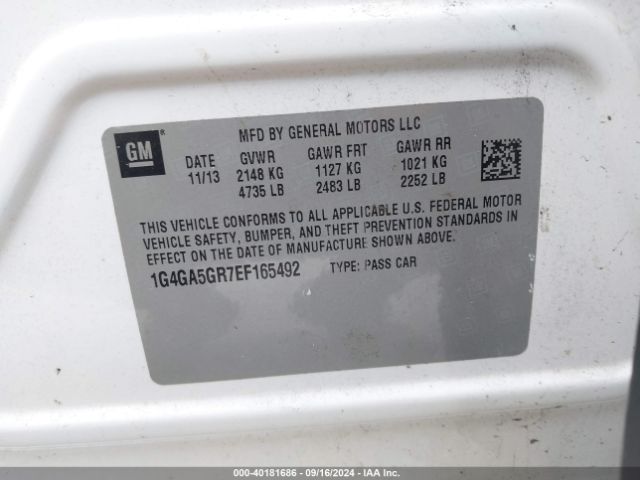 GM
®
MFD BY GENERAL MOTORS LLC
DATE GVWR GAWR FRT GAWR RR
11/13 2148 KG 1127 KG 1021 KG
4735 LB 2483 LB 2252 LB
THIS VEHICLE CONFORMS TO ALL APPLICABLE U.S. FEDERAL MOTOR
VEHICLE SAFETY, BUMPER, AND THEFT PREVENTION STANDARDS IN
EFFECT ON THE DATE OF MANUFACTURE SHOWN ABOVE.
1G4GA5GR7EF165492 TYPE: PASS CAR
000-40181686 - 09/16/2024 - IAAI.COM